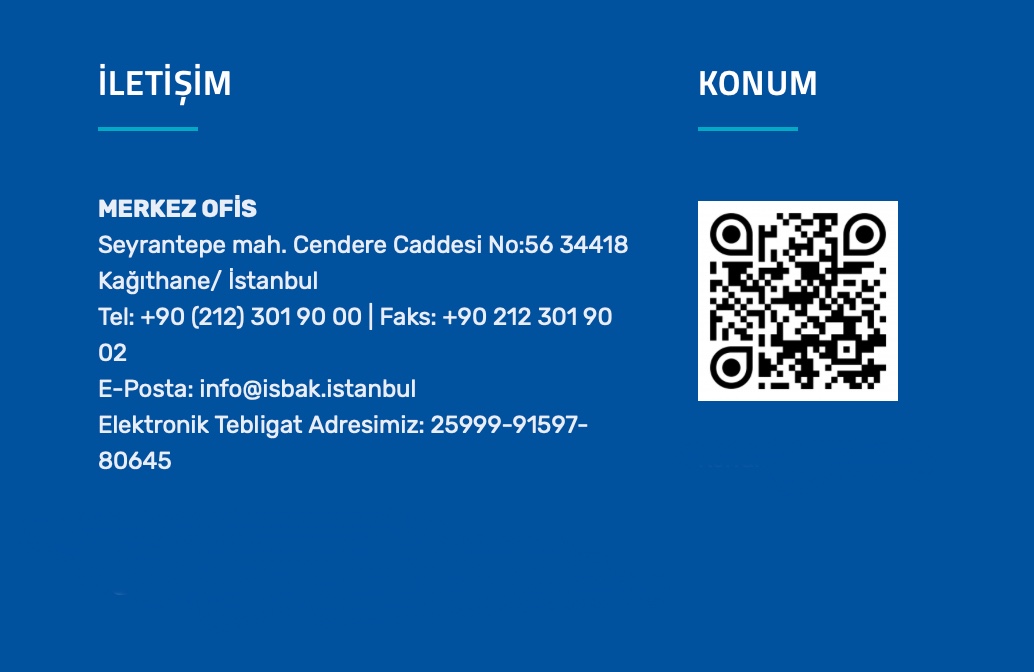 İLETİŞİM
KONUM
MERKEZ OFİS
Seyrantepe mah. Cendere Caddesi No:56 34418
Kağıthane/ İstanbul
Tel: +90 (212) 301 90 00 | Faks: +90 212 301 90
02
E-Posta: info@isbak.istanbul
Elektronik Tebligat Adresimiz: 25999-91597-
80645